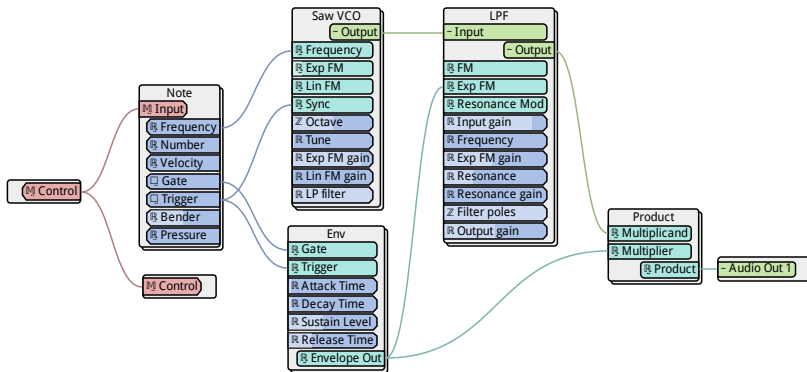 Control
Note
Input
Frequency
Number
Velocity
Gate
Trigger
Bender
Pressure
Control
Saw VCO
Output
Frequency
Exp FM
Lin FM
Sync
Octave
Tune
Exp FM gain
Lin FM gain
LP filter
Env
Gate
Trigger
Attack Time
Decay Time
Sustain Level
Release Time
Envelope Out
LPF
Input
Output
FM
Exp FM
Resonance Mod
Input gain
Frequency
Exp FM gain
Resonance
Resonance gain
Filter poles
Output gain
Product
Multiplicand
Multiplier
Product
Audio Out 1